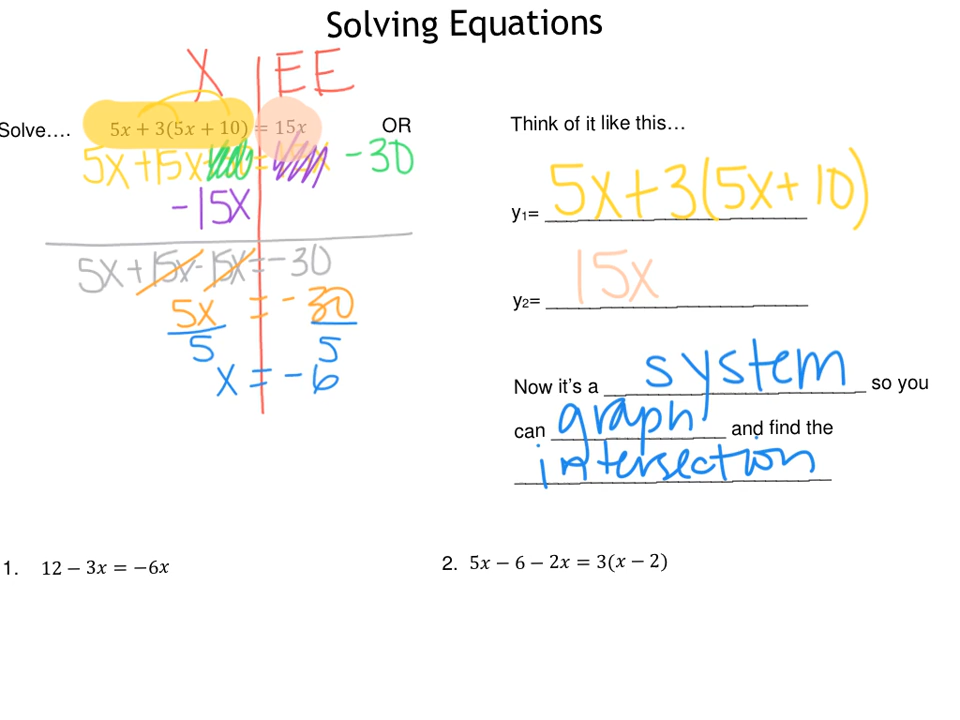 Solving Equations
X | EE
Solve…. 5x + 3(5x + 10) = 15x OR
5x + 15x = -30
-15x
5x + 15x - 15x = -30
5x = -30
5 5
x = -6
Think of it like this…
y₁= 5x + 3(5x + 10)
y₂= 15x
Now it's a system so you
can graph and find the
intersection
1. 12 − 3x = −6x
2. 5x − 6 − 2x = 3(x − 2)